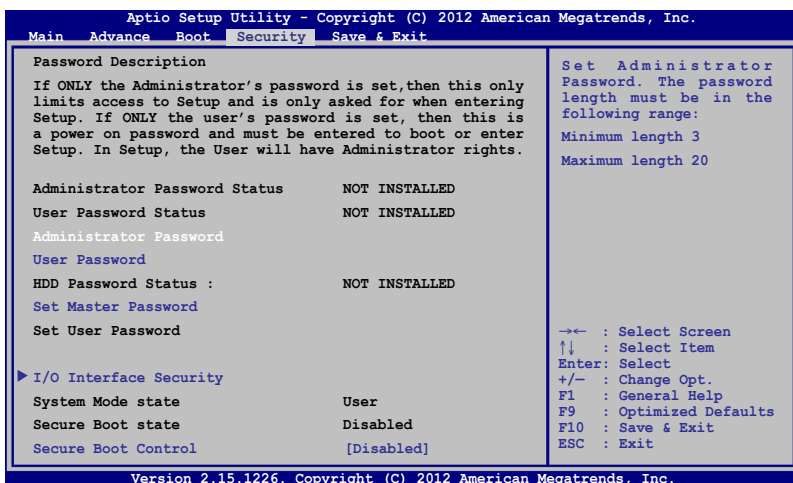 Aptio Setup Utility - Copyright (C) 2012 American Megatrends, Inc.
Main Advance Boot Security Save & Exit
Password Description
If ONLY the Administrator's password is set,then this only
limits access to Setup and is only asked for when entering
Setup. If ONLY the user's password is set, then this is
a power on password and must be entered to boot or enter
Setup. In Setup, the User will have Administrator rights.
Administrator Password Status NOT INSTALLED
User Password Status NOT INSTALLED
Administrator Password
User Password
HDD Password Status : NOT INSTALLED
Set Master Password
Set User Password
I/O Interface Security
System Mode state User
Secure Boot state Disabled
Secure Boot Control [Disabled]
Set Administrator
Password. The password
length must be in the
following range:
Minimum length 3
Maximum length 20
→← : Select Screen
↑↓ : Select Item
Enter: Select
+/— : Change Opt.
F1 : General Help
F9 : Optimized Defaults
F10 : Save & Exit
ESC : Exit
Version 2.15.1226. Copyright (C) 2012 American Megatrends, Inc.